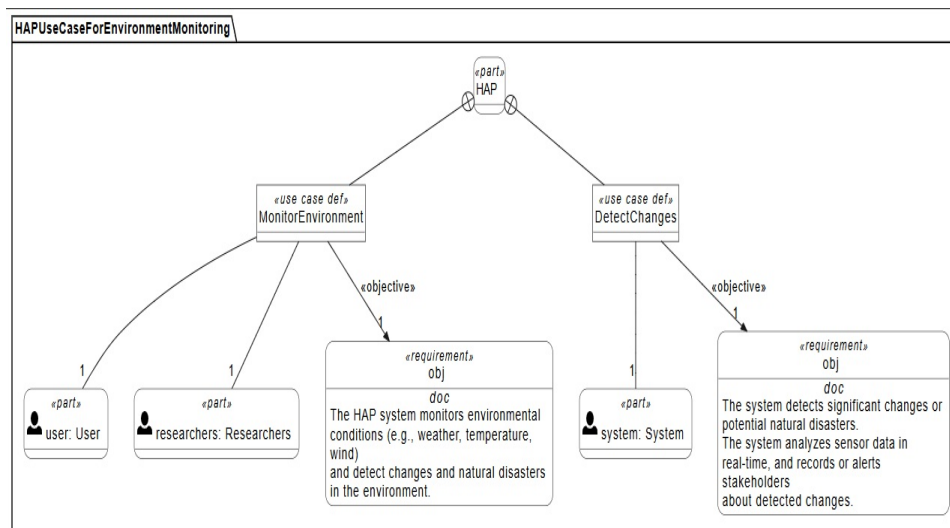 HAPUseCaseForEnvironmentMonitoring
«part»
HAP
«use case def»
MonitorEnvironment
«use case def»
DetectChanges
«objective»
«objective»
1
1
1
1
1
«part»
user: User
«part»
researchers: Researchers
«requirement»
obj
doc
The HAP system monitors environmental
conditions (e.g., weather, temperature,
wind)
and detect changes and natural disasters
in the environment.
«part»
system: System
«requirement»
obj
doc
The system detects significant changes or
potential natural disasters.
The system analyzes sensor data in
real-time, and records or alerts
stakeholders
about detected changes.